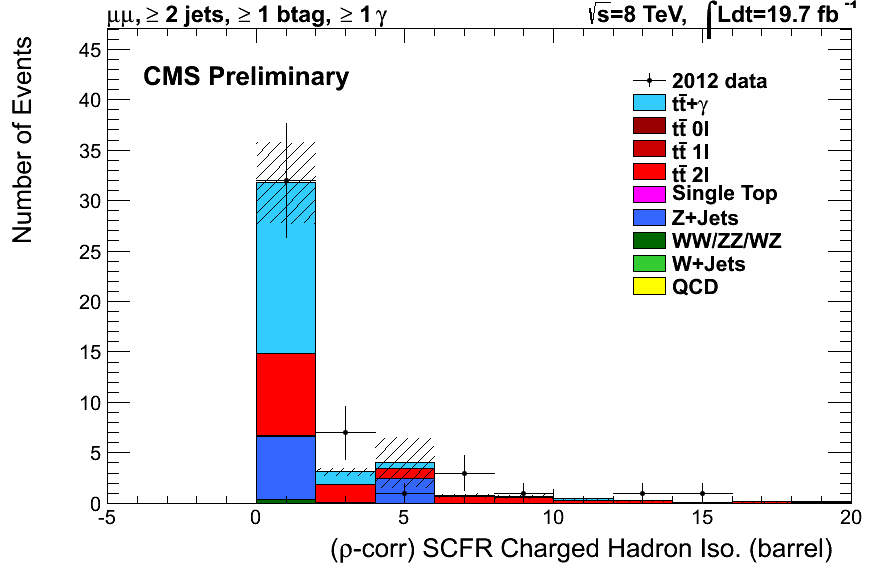 μμ, ≥ 2 jets, ≥ 1 btag, ≥ 1 γ
√s=8 TeV, ∫Ldt=19.7 fb⁻¹
CMS Preliminary
2012 data
tt̄+γ
tt̄ 0l
tt̄ 1l
tt̄ 2l
Single Top
Z+Jets
WW/ZZ/WZ
W+Jets
QCD
Number of Events
45
40
35
30
25
20
15
10
5
0
-5 0 5 10 15 20
(ρ-corr) SCFR Charged Hadron Iso. (barrel)